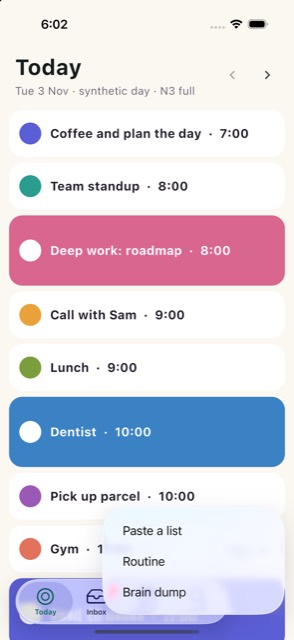 6:02
Today
Tue 3 Nov · synthetic day · N3 full
Coffee and plan the day · 7:00
Team standup · 8:00
Deep work: roadmap · 8:00
Call with Sam · 9:00
Lunch · 9:00
Dentist · 10:00
Pick up parcel · 10:00
Gym ·
Paste a list
Routine
Brain dump
Today
Inbox